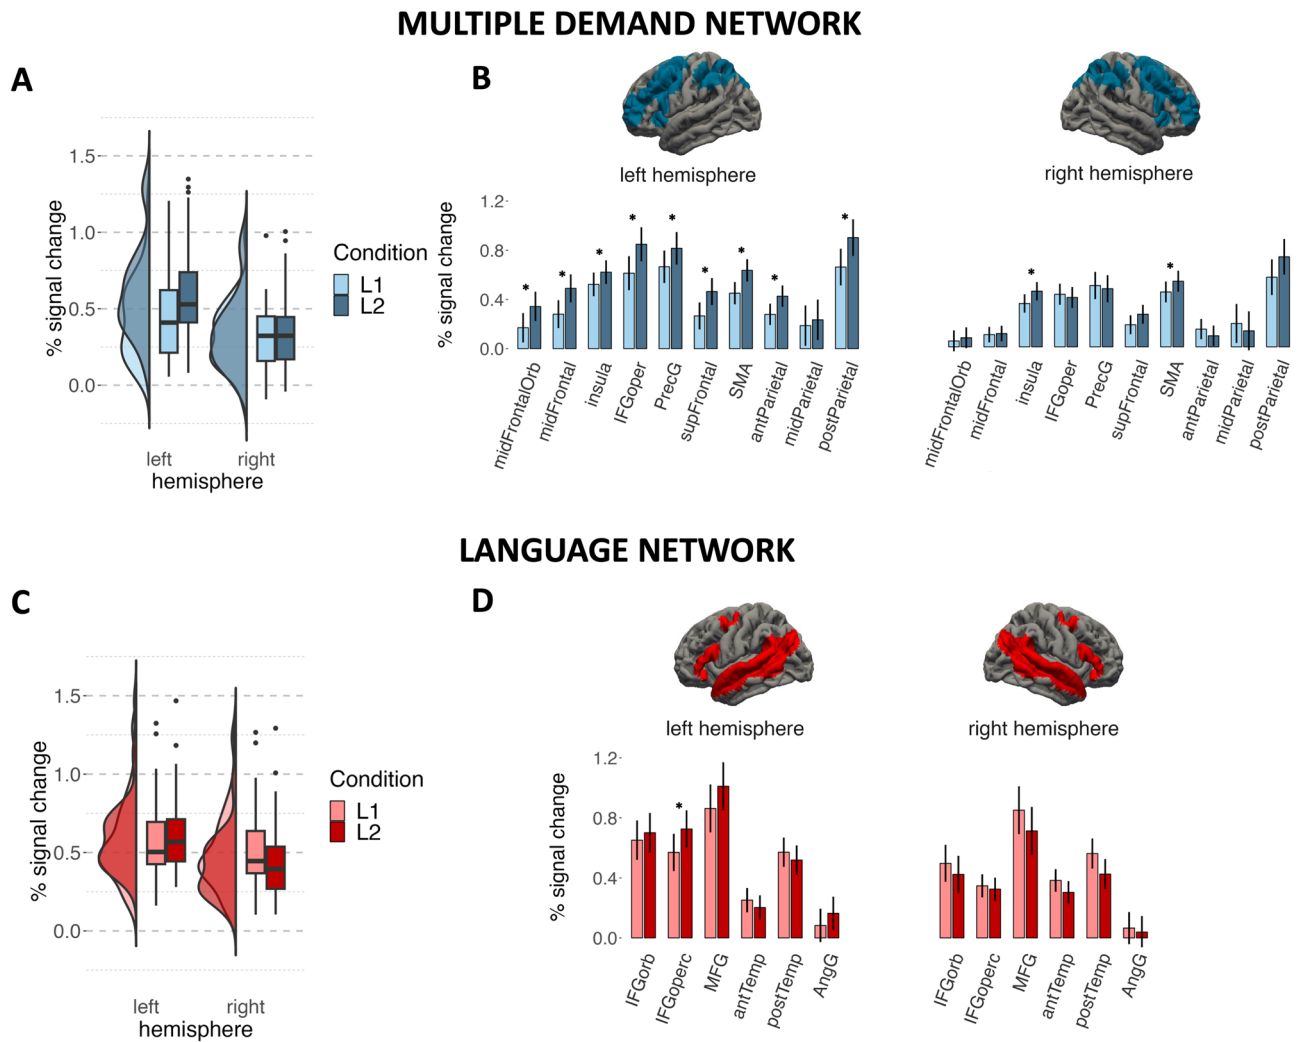 MULTIPLE DEMAND NETWORK
A
1.5
1.0
0.5
0.0
% signal change
left
right
hemisphere
Condition
L1
L2
B
left hemisphere
right hemisphere
1.2
0.8
0.4
0.0
% signal change
* * * * * * * * *
midFrontalOrb
midFrontal
insula
IFGoper
PrecG
supFrontal
SMA
antParietal
midParietal
postParietal
* *
midFrontalOrb
midFrontal
insula
IFGoper
PrecG
supFrontal
SMA
antParietal
midParietal
postParietal
LANGUAGE NETWORK
C
1.5
1.0
0.5
0.0
% signal change
left
right
hemisphere
Condition
L1
L2
D
left hemisphere
right hemisphere
1.2
0.8
0.4
0.0
% signal change
*
IFGorb
IFGoperc
MFG
antTemp
postTemp
AngG
IFGorb
IFGoperc
MFG
antTemp
postTemp
AngG